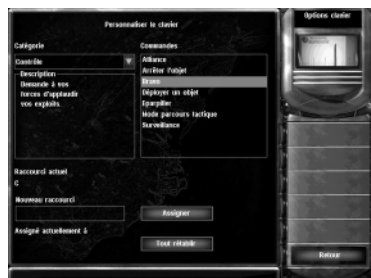 Personnaliser le clavier
Options clavier
Catégorie
Commandes
Contrôle
Alliance
Arrêter l'objet
Bravo
Déployer un objet
Eparpiller
Mode parcours tactique
Surveillance
Description
Demande à vos
forces d'applaudir
vos exploits.
Raccourci actuel
C
Nouveau raccourci
Assigner
Assigné actuellement à
Tout rétablir
Retour